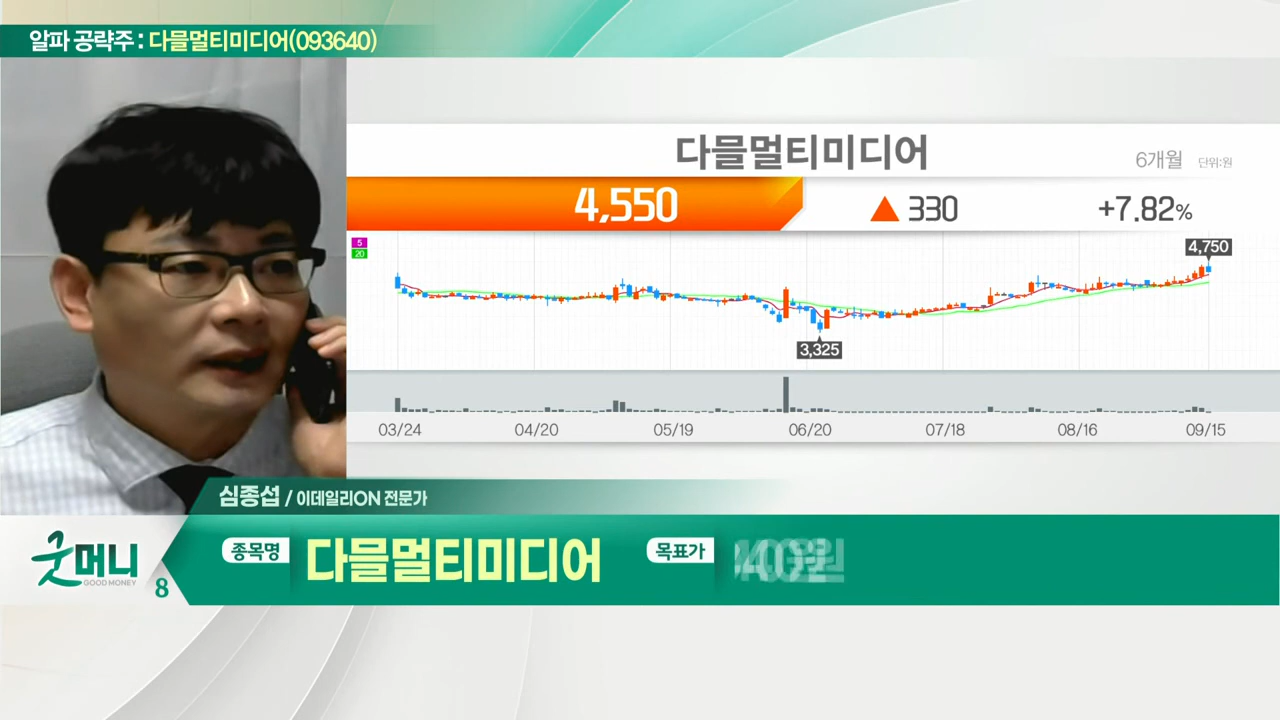 알파 공략주 : 다믈멀티미디어(093640)
다믈멀티미디어
6개월 단위:원
4,550 ▲ 330 +7.82%
5
20
4,750
3,325
03/24 04/20 05/19 06/20 07/18 08/16 09/15
심종섭 / 이데일리ON 전문가
굿머니
GOOD MONEY
8
종목명 다믈멀티미디어 목표가